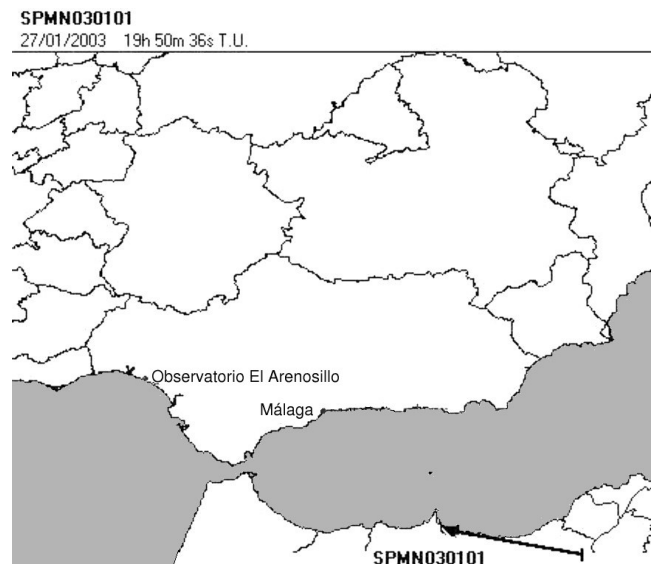 SPMN030101
27/01/2003 19h 50m 36s T.U.
Observatorio El Arenosillo
Málaga
SPMN030101